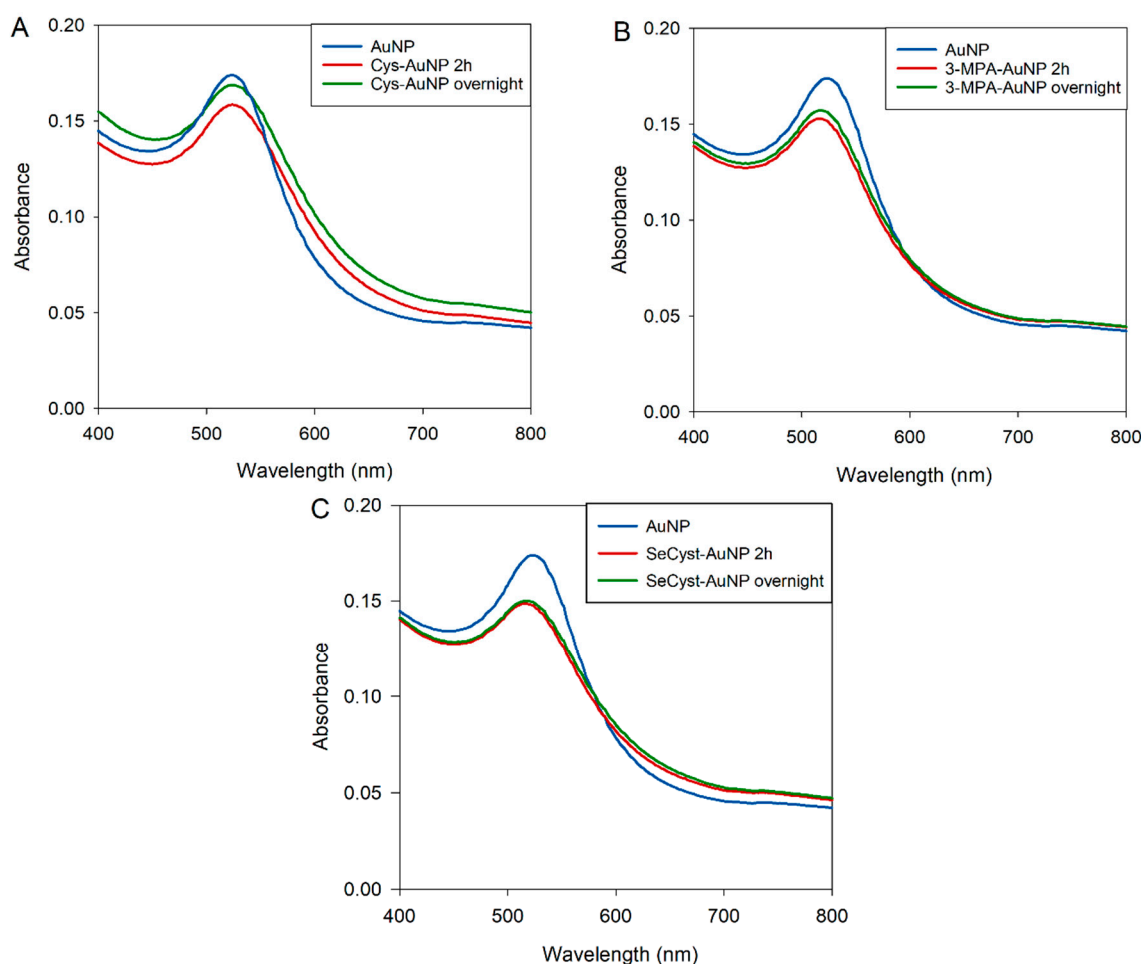 A
AuNP
Cys-AuNP 2h
Cys-AuNP overnight
0.20
0.15
0.10
0.05
0.00
Absorbance
400
500
600
700
800
Wavelength (nm)
B
AuNP
3-MPA-AuNP 2h
3-MPA-AuNP overnight
0.20
0.15
0.10
0.05
0.00
Absorbance
400
500
600
700
800
Wavelength (nm)
C
AuNP
SeCyst-AuNP 2h
SeCyst-AuNP overnight
0.20
0.15
0.10
0.05
0.00
Absorbance
400
500
600
700
800
Wavelength (nm)